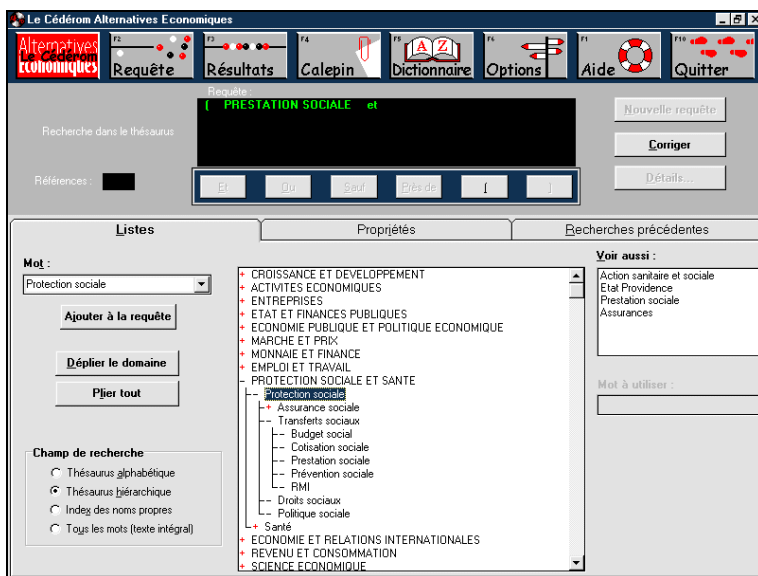 Le Cédérom Alternatives Economiques
Alternatives
Le Cédérom
Economiques
F2
Requête
F3
Résultats
F4
Calepin
F5
A Z
Dictionnaire
F6
Options
F1
Aide
F10
Quitter
Requête :
( PRESTATION SOCIALE et
Recherche dans le thésaurus
Références :
Nouvelle requête
Corriger
Détails...
Et
Ou
Sauf
Près de
(
)
Listes
Propriétés
Recherches précédentes
Mot :
Protection sociale
Ajouter à la requête
Déplier le domaine
Plier tout
Champ de recherche
Thésaurus alphabétique
Thésaurus hiérarchique
Index des noms propres
Tous les mots (texte intégral)
+ CROISSANCE ET DEVELOPPEMENT
+ ACTIVITES ECONOMIQUES
+ ENTREPRISES
+ ETAT ET FINANCES PUBLIQUES
+ ECONOMIE PUBLIQUE ET POLITIQUE ECONOMIQUE
+ MARCHE ET PRIX
+ MONNAIE ET FINANCE
+ EMPLOI ET TRAVAIL
- PROTECTION SOCIALE ET SANTE
Protection sociale
+ Assurance sociale
Transferts sociaux
Budget social
Cotisation sociale
Prestation sociale
Prévention sociale
RMI
Droits sociaux
Politique sociale
+ Santé
+ ECONOMIE ET RELATIONS INTERNATIONALES
+ REVENU ET CONSOMMATION
+ SCIENCE ECONOMIQUE
Voir aussi :
Action sanitaire et sociale
Etat Providence
Prestation sociale
Assurances
Mot à utiliser :